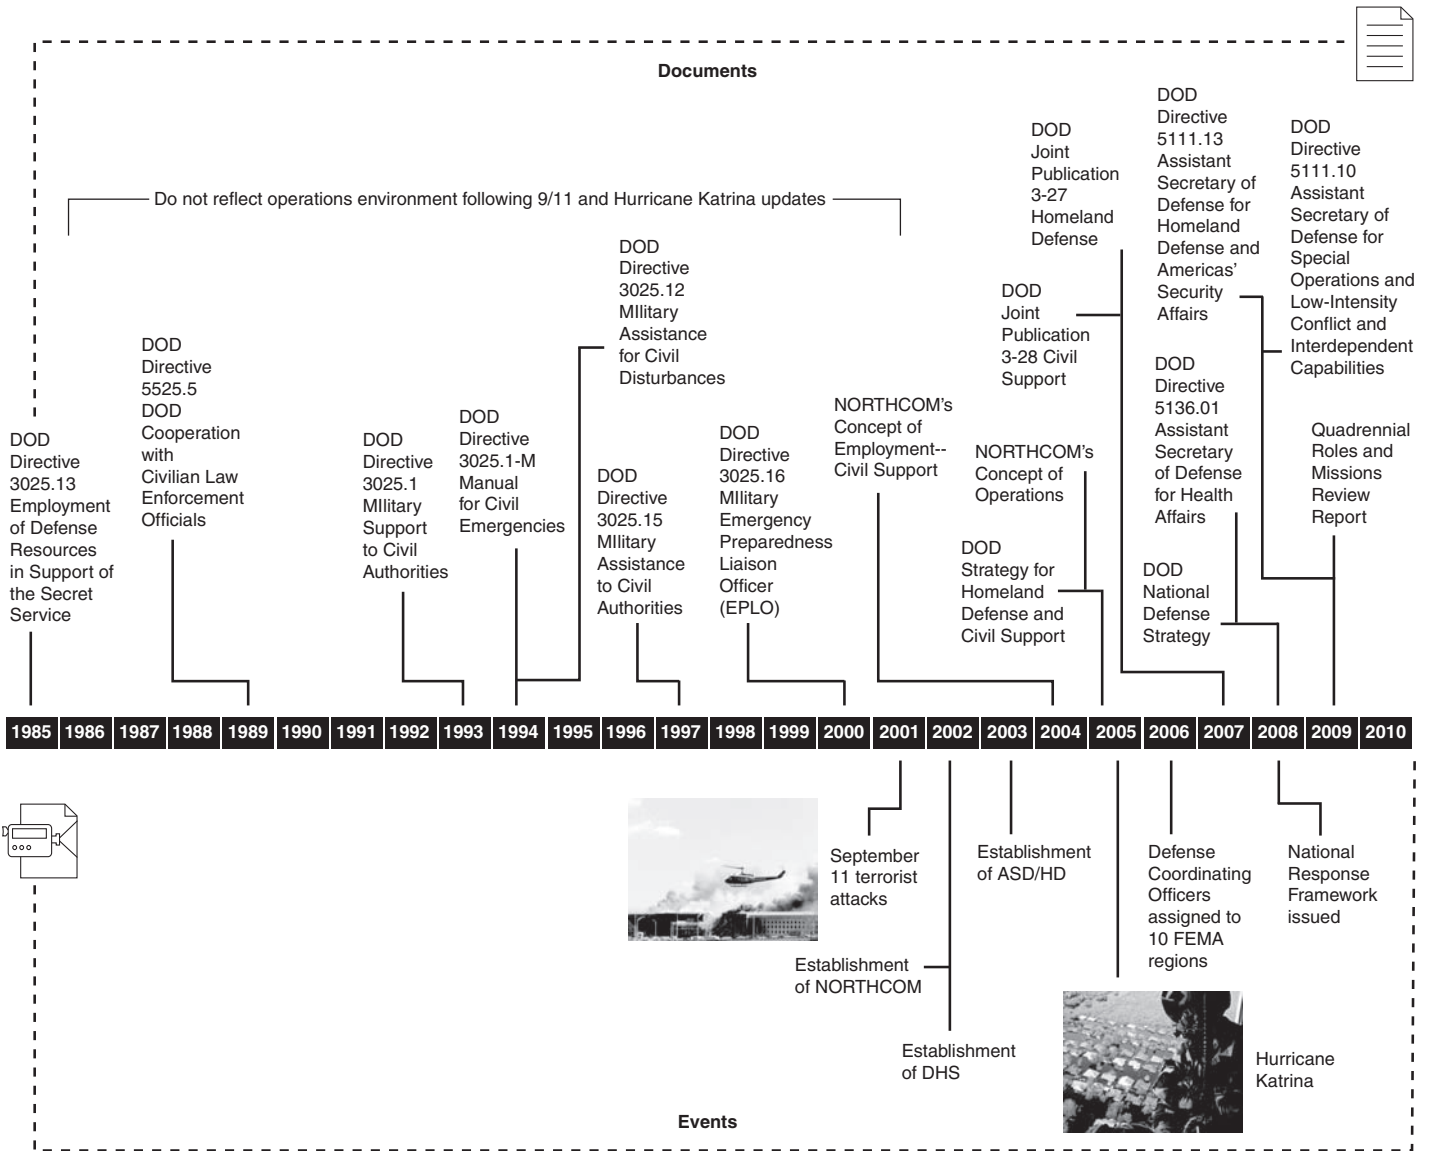 Documents
Do not reflect operations environment following 9/11 and Hurricane Katrina updates
DOD
Directive
3025.13
Employment
of Defense
Resources
in Support of
the Secret
Service
DOD
Directive
5525.5
DOD
Cooperation
with
Civilian Law
Enforcement
Officials
DOD
Directive
3025.1
MIlitary
Support
to Civil
Authorities
DOD
Directive
3025.1-M
Manual
for Civil
Emergencies
DOD
Directive
3025.12
MIlitary
Assistance
for Civil
Disturbances
DOD
Directive
3025.15
MIlitary
Assistance
to Civil
Authorities
DOD
Directive
3025.16
MIlitary
Emergency
Preparedness
Liaison
Officer
(EPLO)
NORTHCOM's
Concept of
Employment--
Civil Support
NORTHCOM's
Concept of
Operations
DOD
Strategy for
Homeland
Defense and
Civil Support
DOD
Joint
Publication
3-28 Civil
Support
DOD
Joint
Publication
3-27
Homeland
Defense
DOD
Directive
5111.13
Assistant
Secretary of
Defense for
Homeland
Defense and
Americas'
Security
Affairs
DOD
Directive
5136.01
Assistant
Secretary
of Defense
for Health
Affairs
DOD
National
Defense
Strategy
DOD
Directive
5111.10
Assistant
Secretary of
Defense for
Special
Operations and
Low-Intensity
Conflict and
Interdependent
Capabilities
Quadrennial
Roles and
Missions
Review
Report
1985 1986 1987 1988 1989 1990 1991 1992 1993 1994 1995 1996 1997 1998 1999 2000 2001 2002 2003 2004 2005 2006 2007 2008 2009 2010
September
11 terrorist
attacks
Establishment
of NORTHCOM
Establishment
of DHS
Establishment
of ASD/HD
Hurricane
Katrina
Defense
Coordinating
Officers
assigned to
10 FEMA
regions
National
Response
Framework
issued
Events